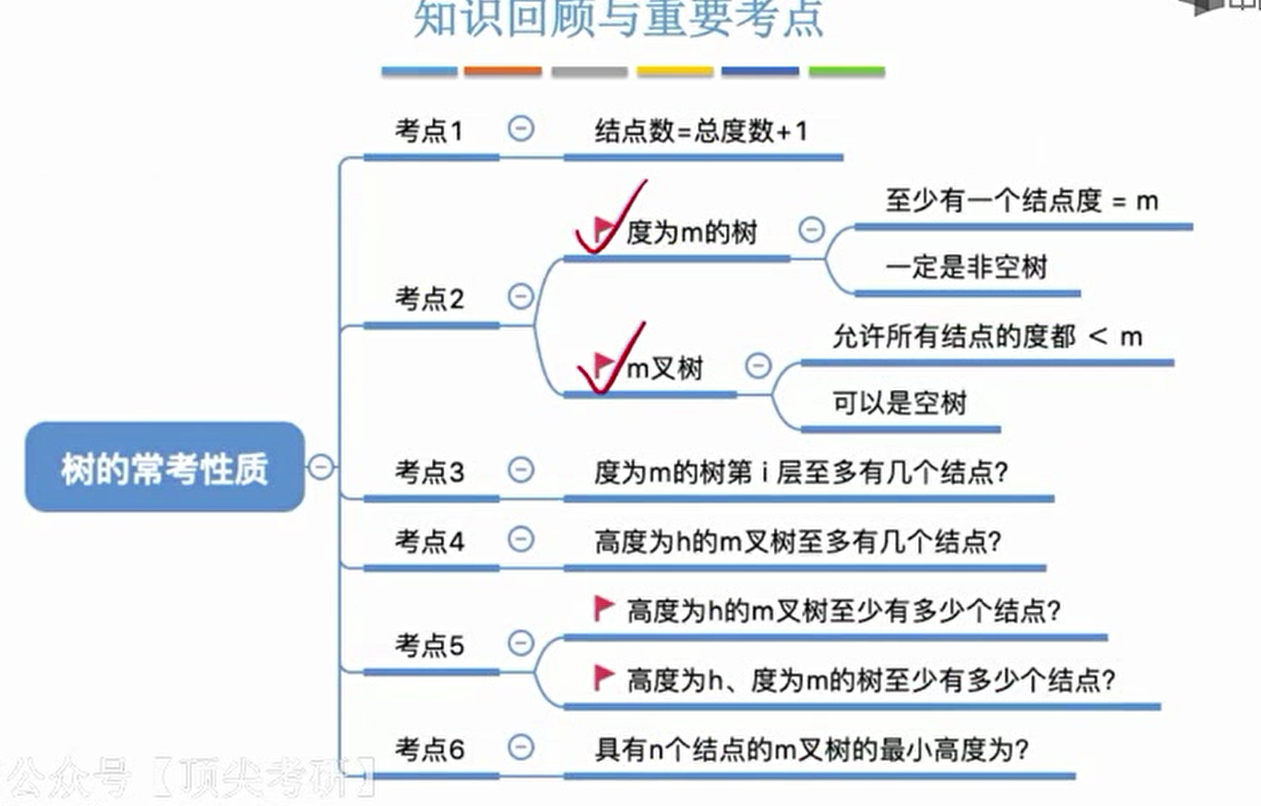 知识回顾与重要考点
考点1
结点数=总度数+1
考点2
度为m的树
至少有一个结点度 = m
一定是非空树
m叉树
允许所有结点的度都 < m
可以是空树
树的常考性质
考点3
度为m的树第 i 层至多有几个结点?
考点4
高度为h的m叉树至多有几个结点?
考点5
高度为h的m叉树至少有多少个结点?
高度为h、度为m的树至少有多少个结点?
考点6
具有n个结点的m叉树的最小高度为?
公众号【顶尖考研】